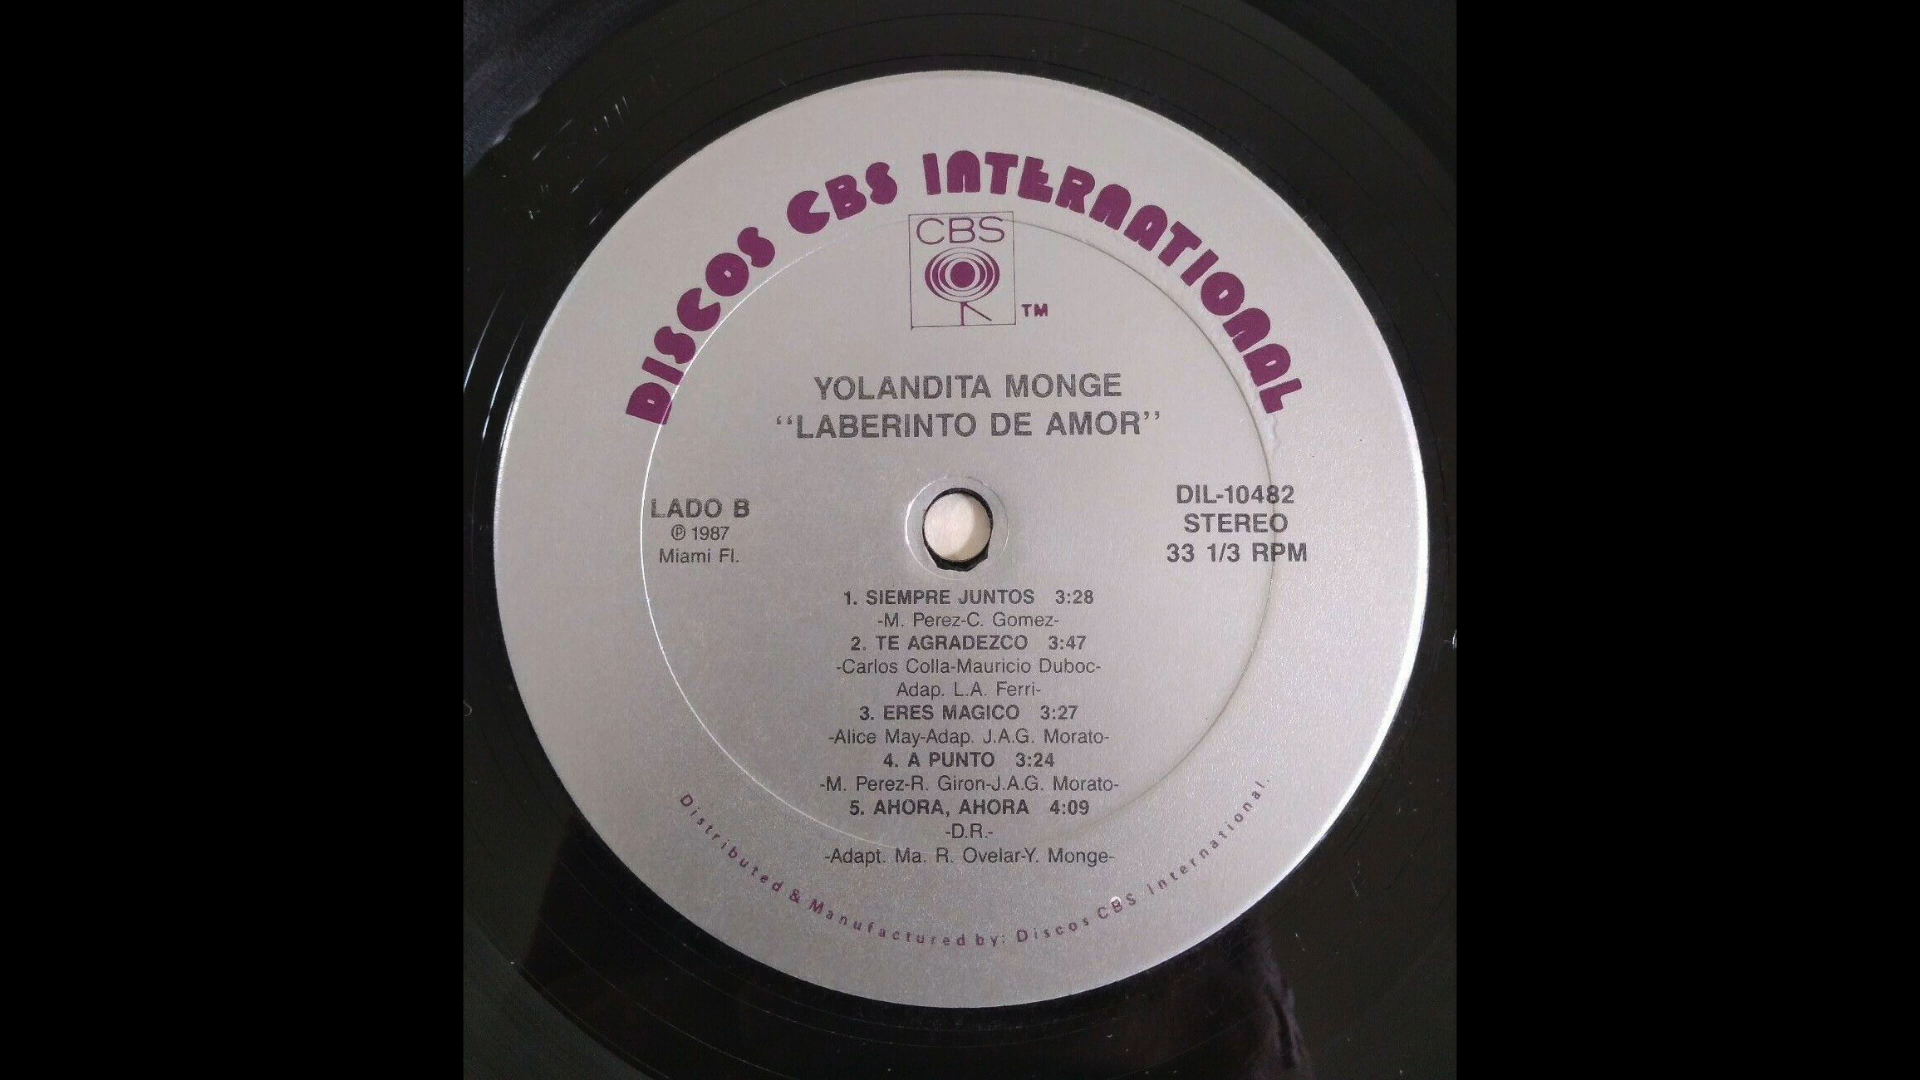 DISCOS CBS INTERNATIONAL
CBS
TM
YOLANDITA MONGE
"LABERINTO DE AMOR"
LADO B
℗ 1987
Miami Fl.
DIL-10482
STEREO
33 1/3 RPM
1. SIEMPRE JUNTOS 3:28
-M. Perez-C. Gomez-
2. TE AGRADEZCO 3:47
-Carlos Colla-Mauricio Duboc-
Adap. L.A. Ferri-
3. ERES MAGICO 3:27
-Alice May-Adap. J.A.G. Morato-
4. A PUNTO 3:24
-M. Perez-R. Giron-J.A.G. Morato-
5. AHORA, AHORA 4:09
-D.R.-
-Adapt. Ma. R. Ovelar-Y. Monge-
Distributed & Manufactured by: Discos CBS International.